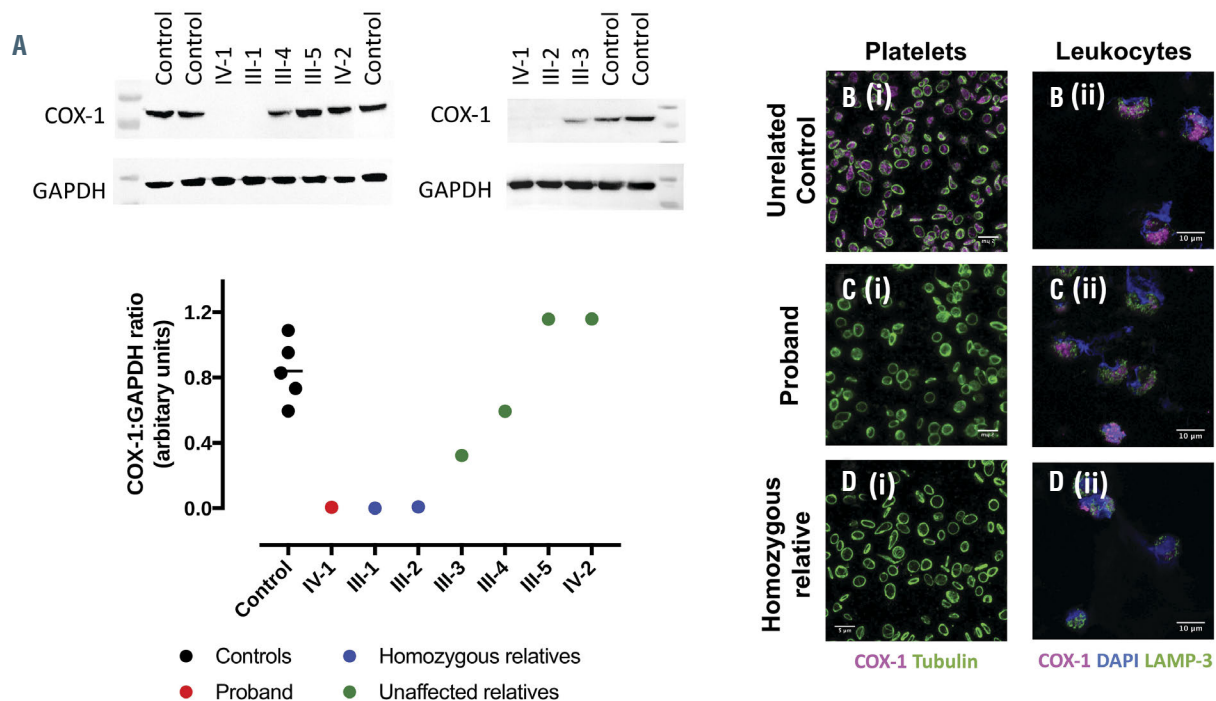 A
Control
Control
IV-1
III-1
III-4
III-5
IV-2
Control
COX-1
GAPDH
IV-1
III-2
III-3
Control
Control
COX-1
GAPDH
COX-1:GAPDH ratio
(arbitary units)
1.2
0.8
0.4
0.0
Control
IV-1
III-1
III-2
III-3
III-4
III-5
IV-2
Controls
Proband
Homozygous relatives
Unaffected relatives
Platelets
Leukocytes
Unrelated
Control
B (i)
B (ii)
10 µm
Proband
C (i)
C (ii)
10 µm
Homozygous
relative
D (i)
5 µm
D (ii)
10 µm
COX-1 Tubulin
COX-1 DAPI LAMP-3